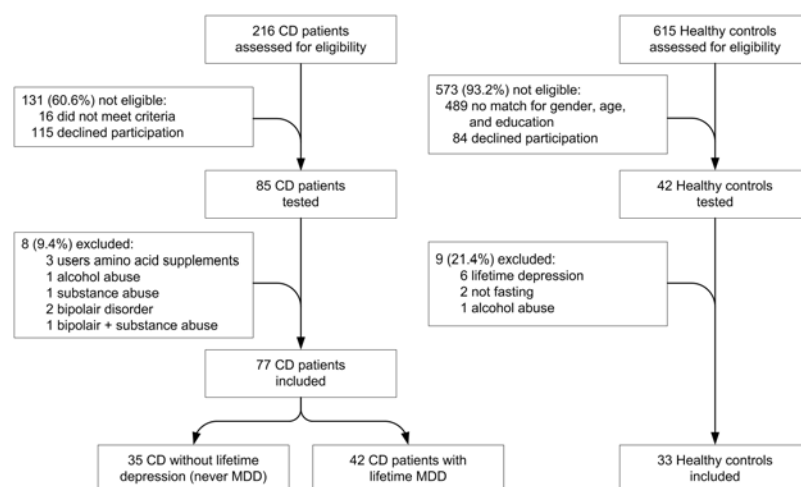 216 CD patients
assessed for eligibility
131 (60.6%) not eligible:
16 did not meet criteria
115 declined participation
85 CD patients
tested
8 (9.4%) excluded:
3 users amino acid supplements
1 alcohol abuse
1 substance abuse
2 bipolair disorder
1 bipolair + substance abuse
77 CD patients
included
35 CD without lifetime
depression (never MDD)
42 CD patients with
lifetime MDD
615 Healthy controls
assessed for eligibility
573 (93.2%) not eligible:
489 no match for gender, age,
and education
84 declined participation
42 Healthy controls
tested
9 (21.4%) excluded:
6 lifetime depression
2 not fasting
1 alcohol abuse
33 Healthy controls
included